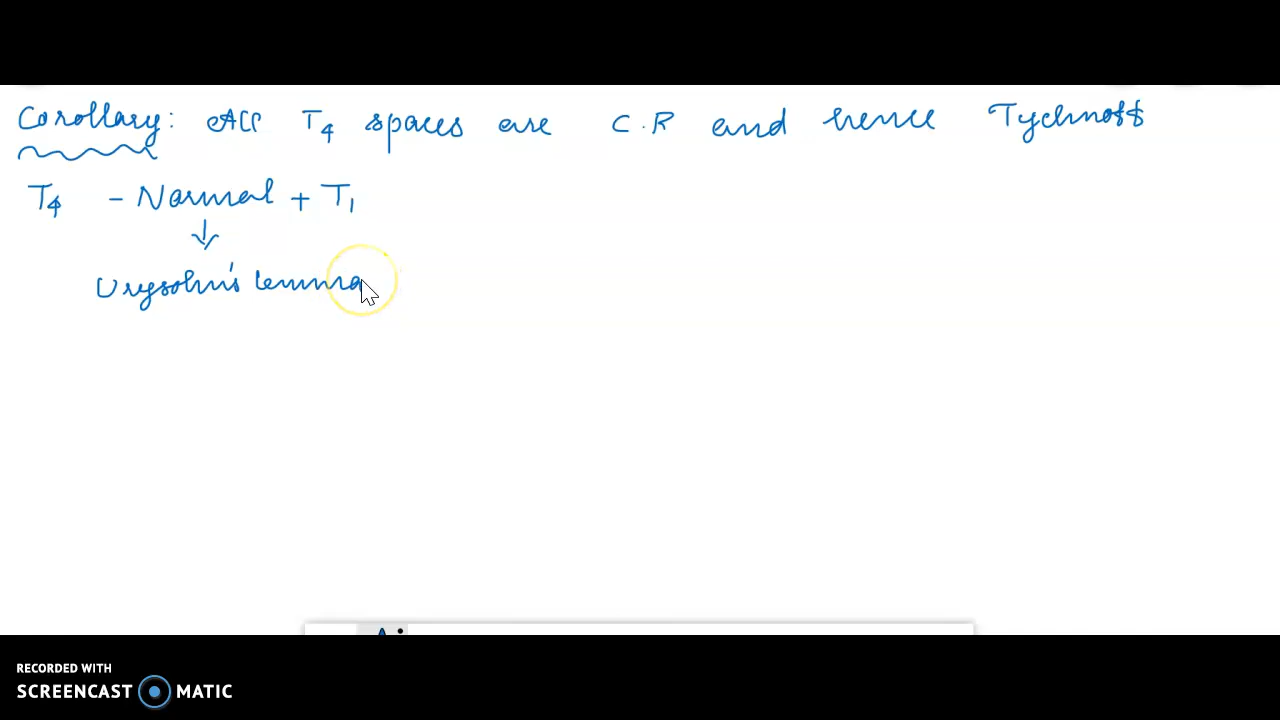 Corollary: All T4 spaces are C.R and hence Tychnoff
T4 - Normal + T1
↓
Urysohn's lemma
RECORDED WITH
SCREENCAST MATIC